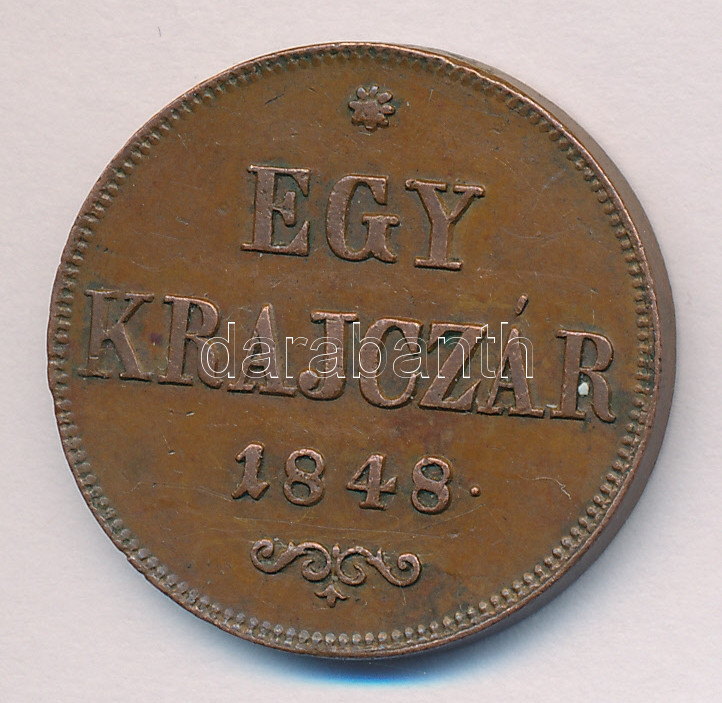 EGY
KRAJCZÁR
darabanth
1848.